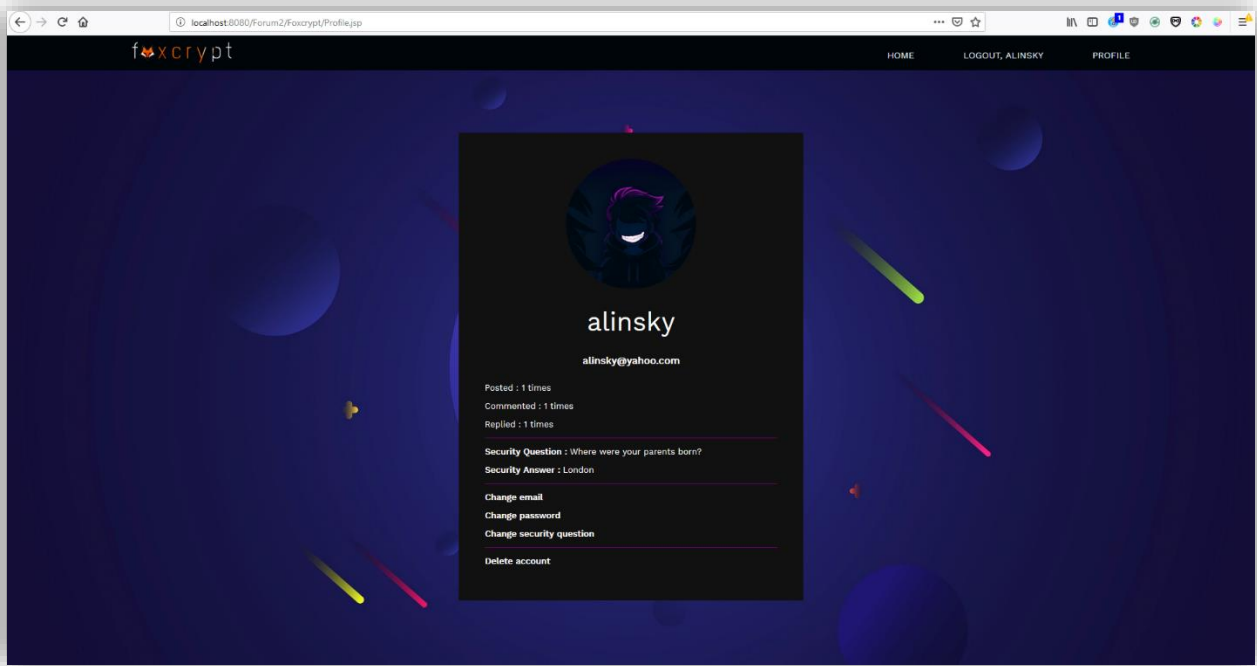 localhost:8080/Forum2/Foxcrypt/Profile.jsp
foxcrypt
HOME LOGOUT, ALINSKY PROFILE
alinsky
alinsky@yahoo.com
Posted : 1 times
Commented : 1 times
Replied : 1 times
Security Question : Where were your parents born?
Security Answer : London
Change email
Change password
Change security question
Delete account